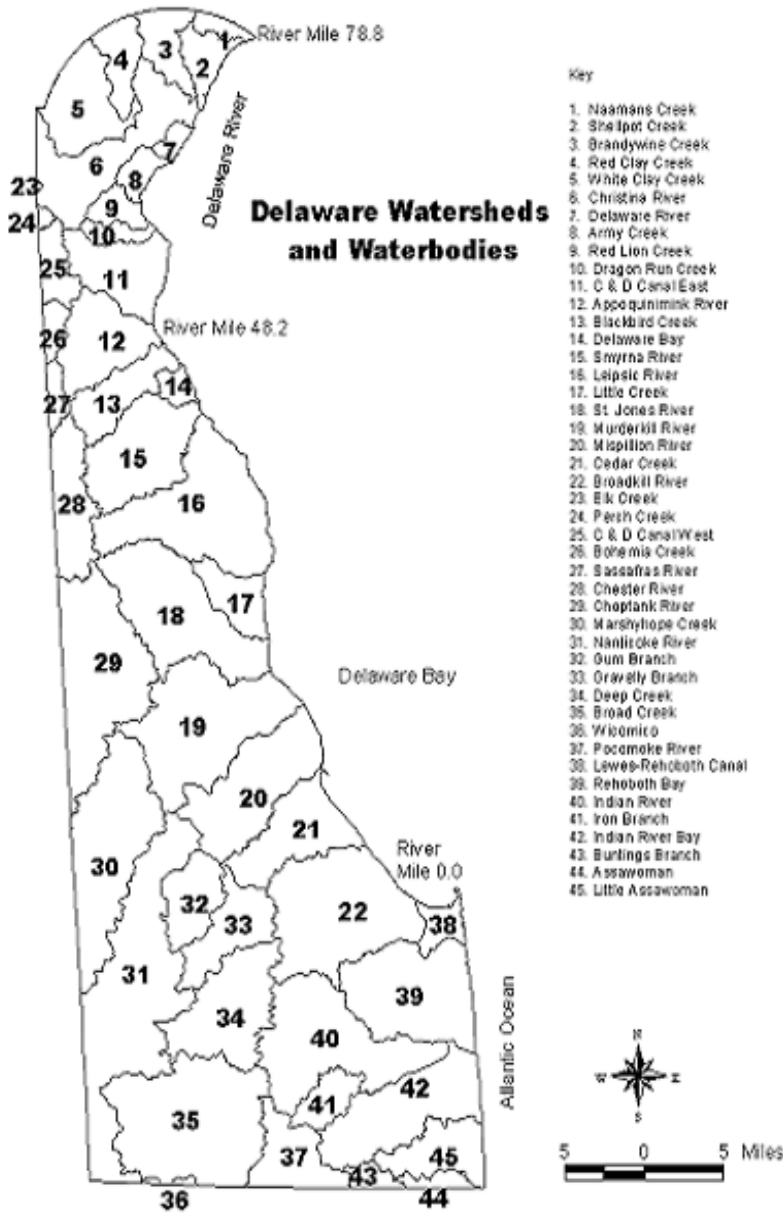 River Mile 78.8
1
3
4
2
5
Delaware River
7
6
8
23
9
24
10
Delaware Watersheds
and Waterbodies
25
11
River Mile 48.2
26
12
14
27
13
15
28
16
17
18
29
Delaware Bay
19
20
21
River
Mile 0.0
30
32
22
33
38
31
39
34
40
Atlantic Ocean
42
41
35
37
45
43
36
44
Key
1. Naamans Creek
2. Shellpot Creek
3. Brandywine Creek
4. Red Clay Creek
5. White Clay Creek
6. Christina River
7. Delaware River
8. Army Creek
9. Red Lion Creek
10. Dragon Run Creek
11. C & D Canal East
12. Appoquinimink River
13. Blackbird Creek
14. Delaware Bay
15. Smyrna River
16. Leipsic River
17. Little Creek
18. St. Jones River
19. Murderkill River
20. Mispillion River
21. Cedar Creek
22. Broadkill River
23. Elk Creek
24. Perch Creek
25. C & D Canal West
26. Bohemia Creek
27. Sassafras River
28. Chester River
29. Choptank River
30. Marshyhope Creek
31. Nanticoke River
32. Gum Branch
33. Gravelly Branch
34. Deep Creek
35. Broad Creek
36. Wicomico
37. Pocomoke River
38. Lewes-Rehoboth Canal
39. Rehoboth Bay
40. Indian River
41. Iron Branch
42. Indian River Bay
43. Buntings Branch
44. Assawoman
45. Little Assawoman
N
W
E
S
5 0 5 Miles